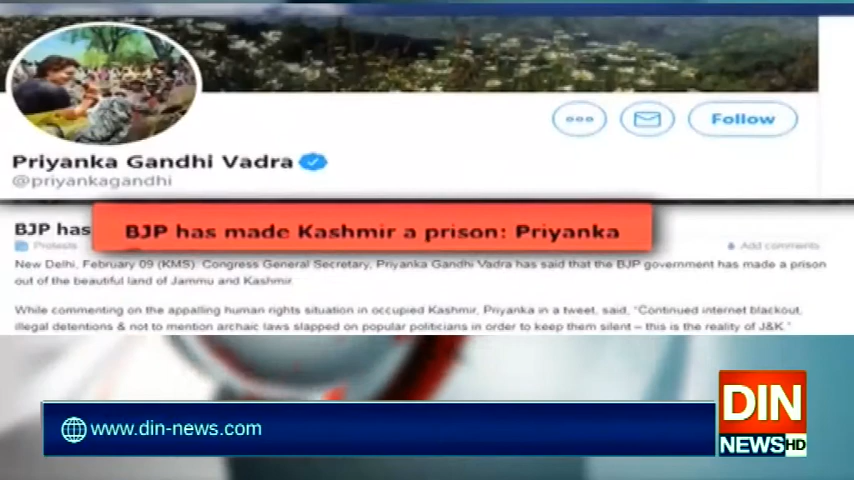 Follow
Priyanka Gandhi Vadra
@priyankagandhi
BJP has
BJP has made Kashmir a prison: Priyanka
Protests
Add comments
New Delhi, February 09 (KMS): Congress General Secretary, Priyanka Gandhi Vadra has said that the BJP government has made a prison
out of the beautiful land of Jammu and Kashmir.
While commenting on the appalling human rights situation in occupied Kashmir, Priyanka in a tweet, said, “Continued internet blackout,
illegal detentions & not to mention archaic laws slapped on popular politicians in order to keep them silent – this is the reality of J&K.”
www.din-news.com
DIN
NEWS HD